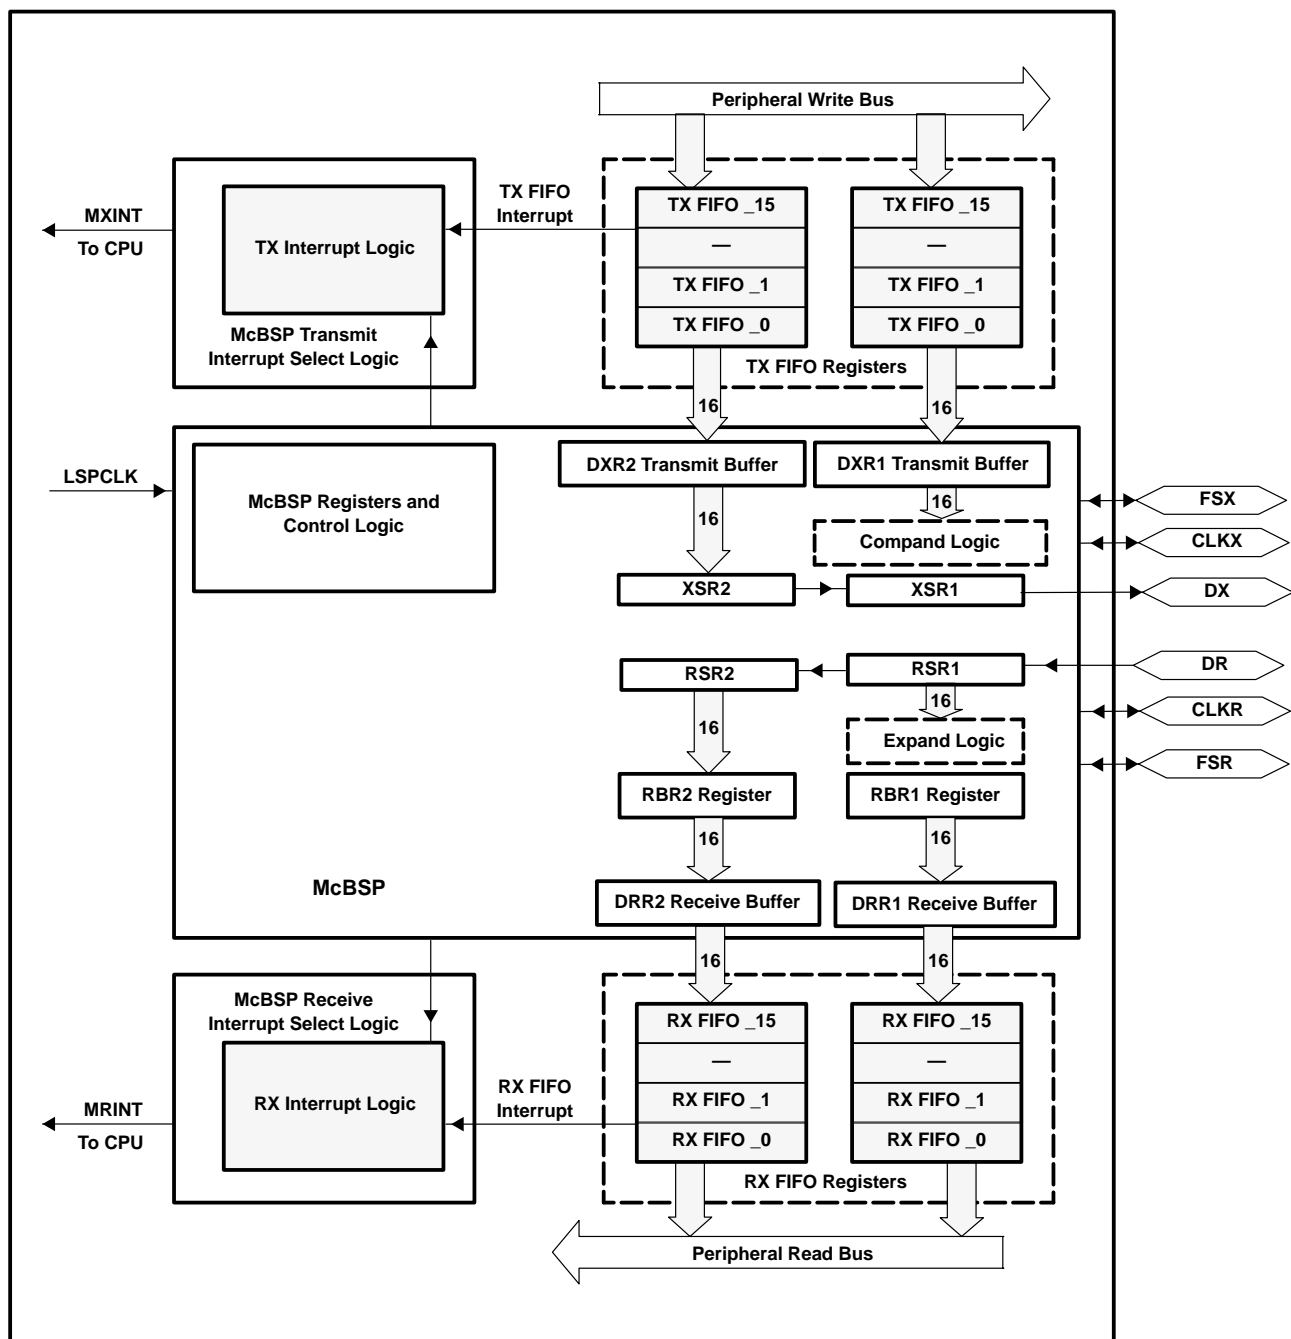 Peripheral Write Bus
TX FIFO
Interrupt
MXINT
To CPU
TX Interrupt Logic
McBSP Transmit
Interrupt Select Logic
TX FIFO _15
—
TX FIFO _1
TX FIFO _0
TX FIFO _15
—
TX FIFO _1
TX FIFO _0
TX FIFO Registers
16
16
LSPCLK
McBSP Registers and
Control Logic
DXR2 Transmit Buffer
DXR1 Transmit Buffer
16
16
Compand Logic
XSR2
XSR1
FSX
CLKX
DX
DR
CLKR
FSR
RSR2
RSR1
16
16
Expand Logic
RBR2 Register
RBR1 Register
16
16
McBSP
DRR2 Receive Buffer
DRR1 Receive Buffer
16
16
McBSP Receive
Interrupt Select Logic
RX Interrupt Logic
MRINT
To CPU
RX FIFO
Interrupt
RX FIFO _15
—
RX FIFO _1
RX FIFO _0
RX FIFO _15
—
RX FIFO _1
RX FIFO _0
RX FIFO Registers
Peripheral Read Bus